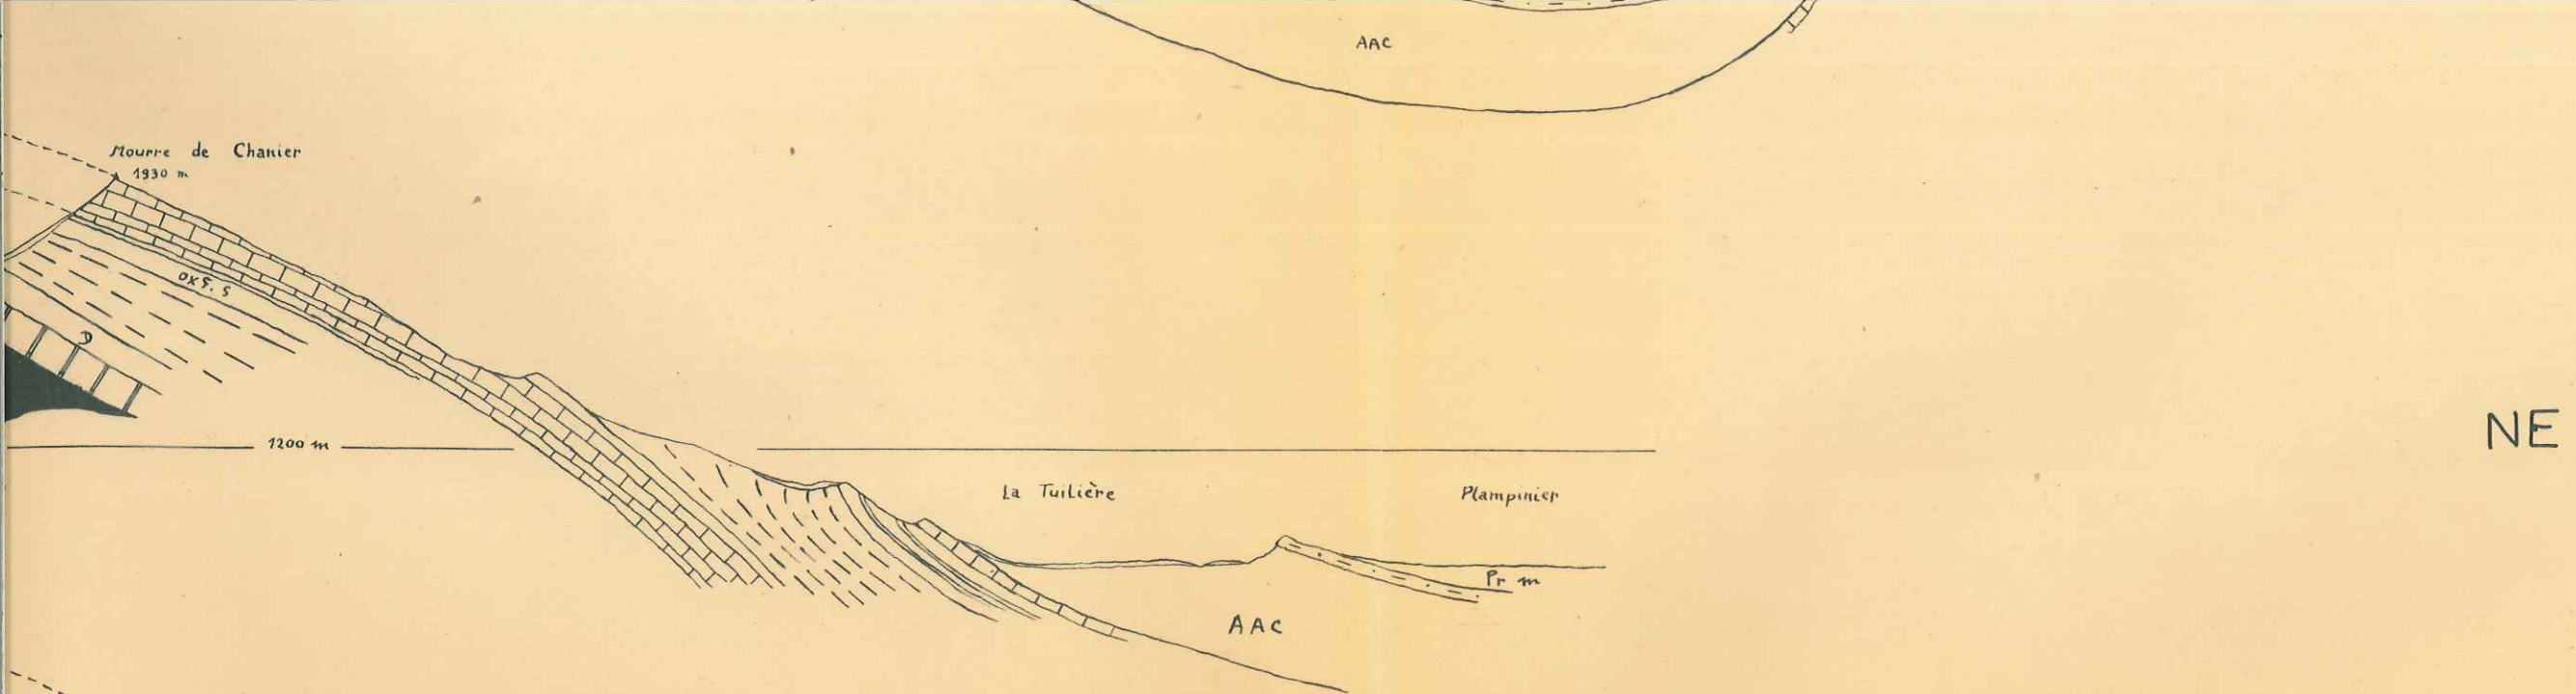 AAC
Mourre de Chanier
1930 m
oxf. s
1200 m
NE
La Tuilière
Plampinier
Pr m
AAC